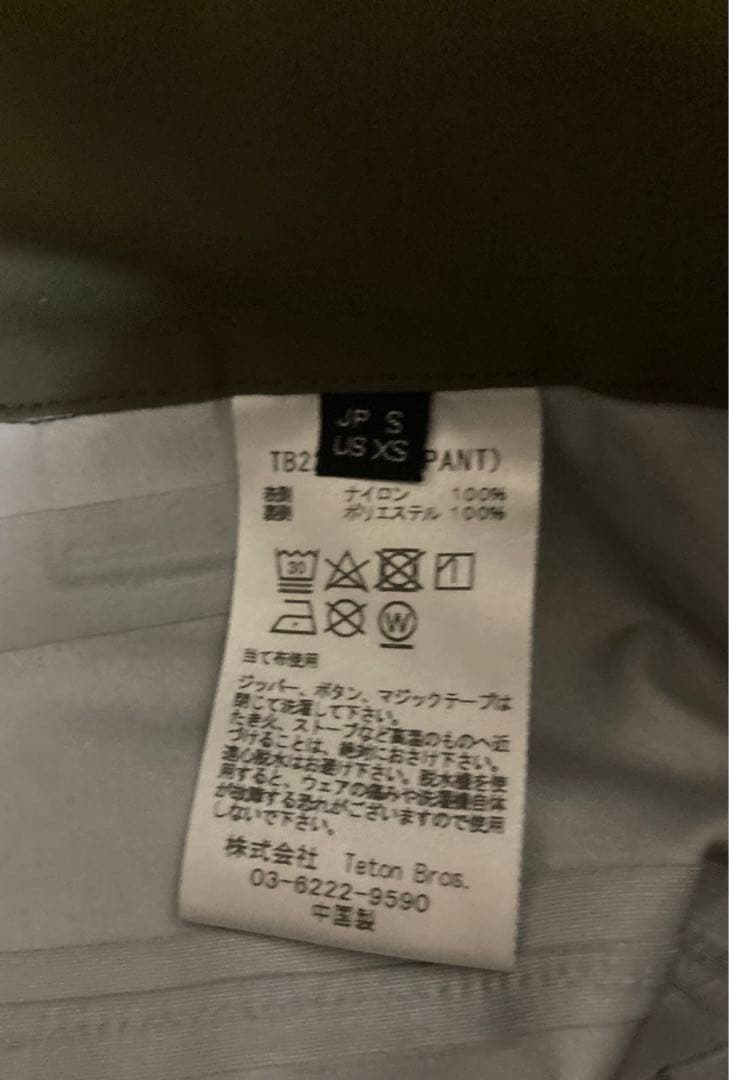 JP S
US XS
TB2 PANT)
表側 ナイロン 100%
裏側 ポリエステル 100%
30
W
当て布使用
ジッパー、ボタン、マジックテープは
閉じて洗濯して下さい。
たき火、ストーブなど高温のものへ近
づけることは、絶対におさけ下さい。
遠心脱水はお避け下さい。脱水機を使
用すると、ウェアの痛みや洗濯機自体
が故障する恐れがございますので使用
しないで下さい。
株式会社 Teton Bros.
03-6222-9590
中国製